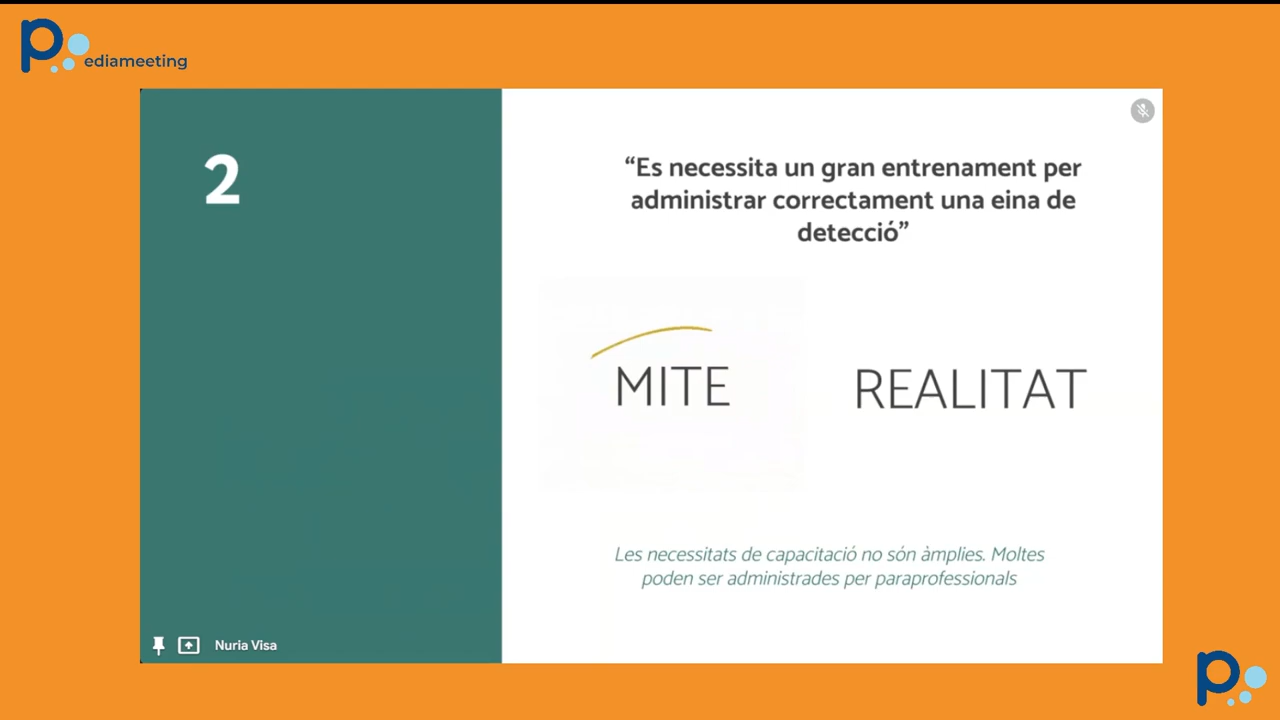 Pediameeting
2
“Es necessita un gran entrenament per
administrar correctament una eina de
detecció”
MITE
REALITAT
Les necessitats de capacitació no són àmplies. Moltes
poden ser administrades per paraprofessionals
Nuria Visa
P